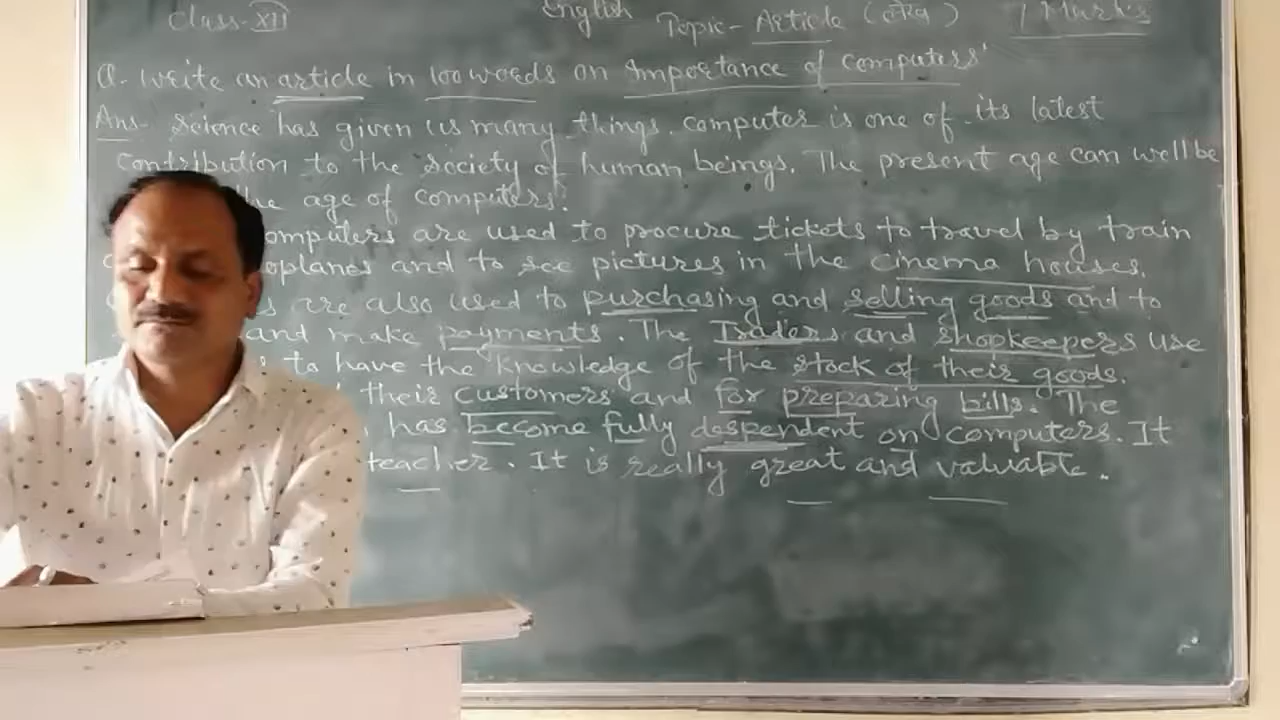 Class-XII English Topic-Article (लेख) 7 Marks
Q. Write an article in 100 words on 'Importance of computers'
Ans- Science has given us many things. computer is one of its latest
contribution to the society of human beings. The present age can well be
age of computers.
omputers are used to procure tickets to travel by train
oplanes and to see pictures in the cinema houses.
are also used to purchasing and selling goods and to
and make payments. The Traders and shopkeepers use
to have the knowledge of the stock of their goods.
their customers and for preparing bills. The
has become fully despendent on computers. It
teacher. It is really great and valuable.